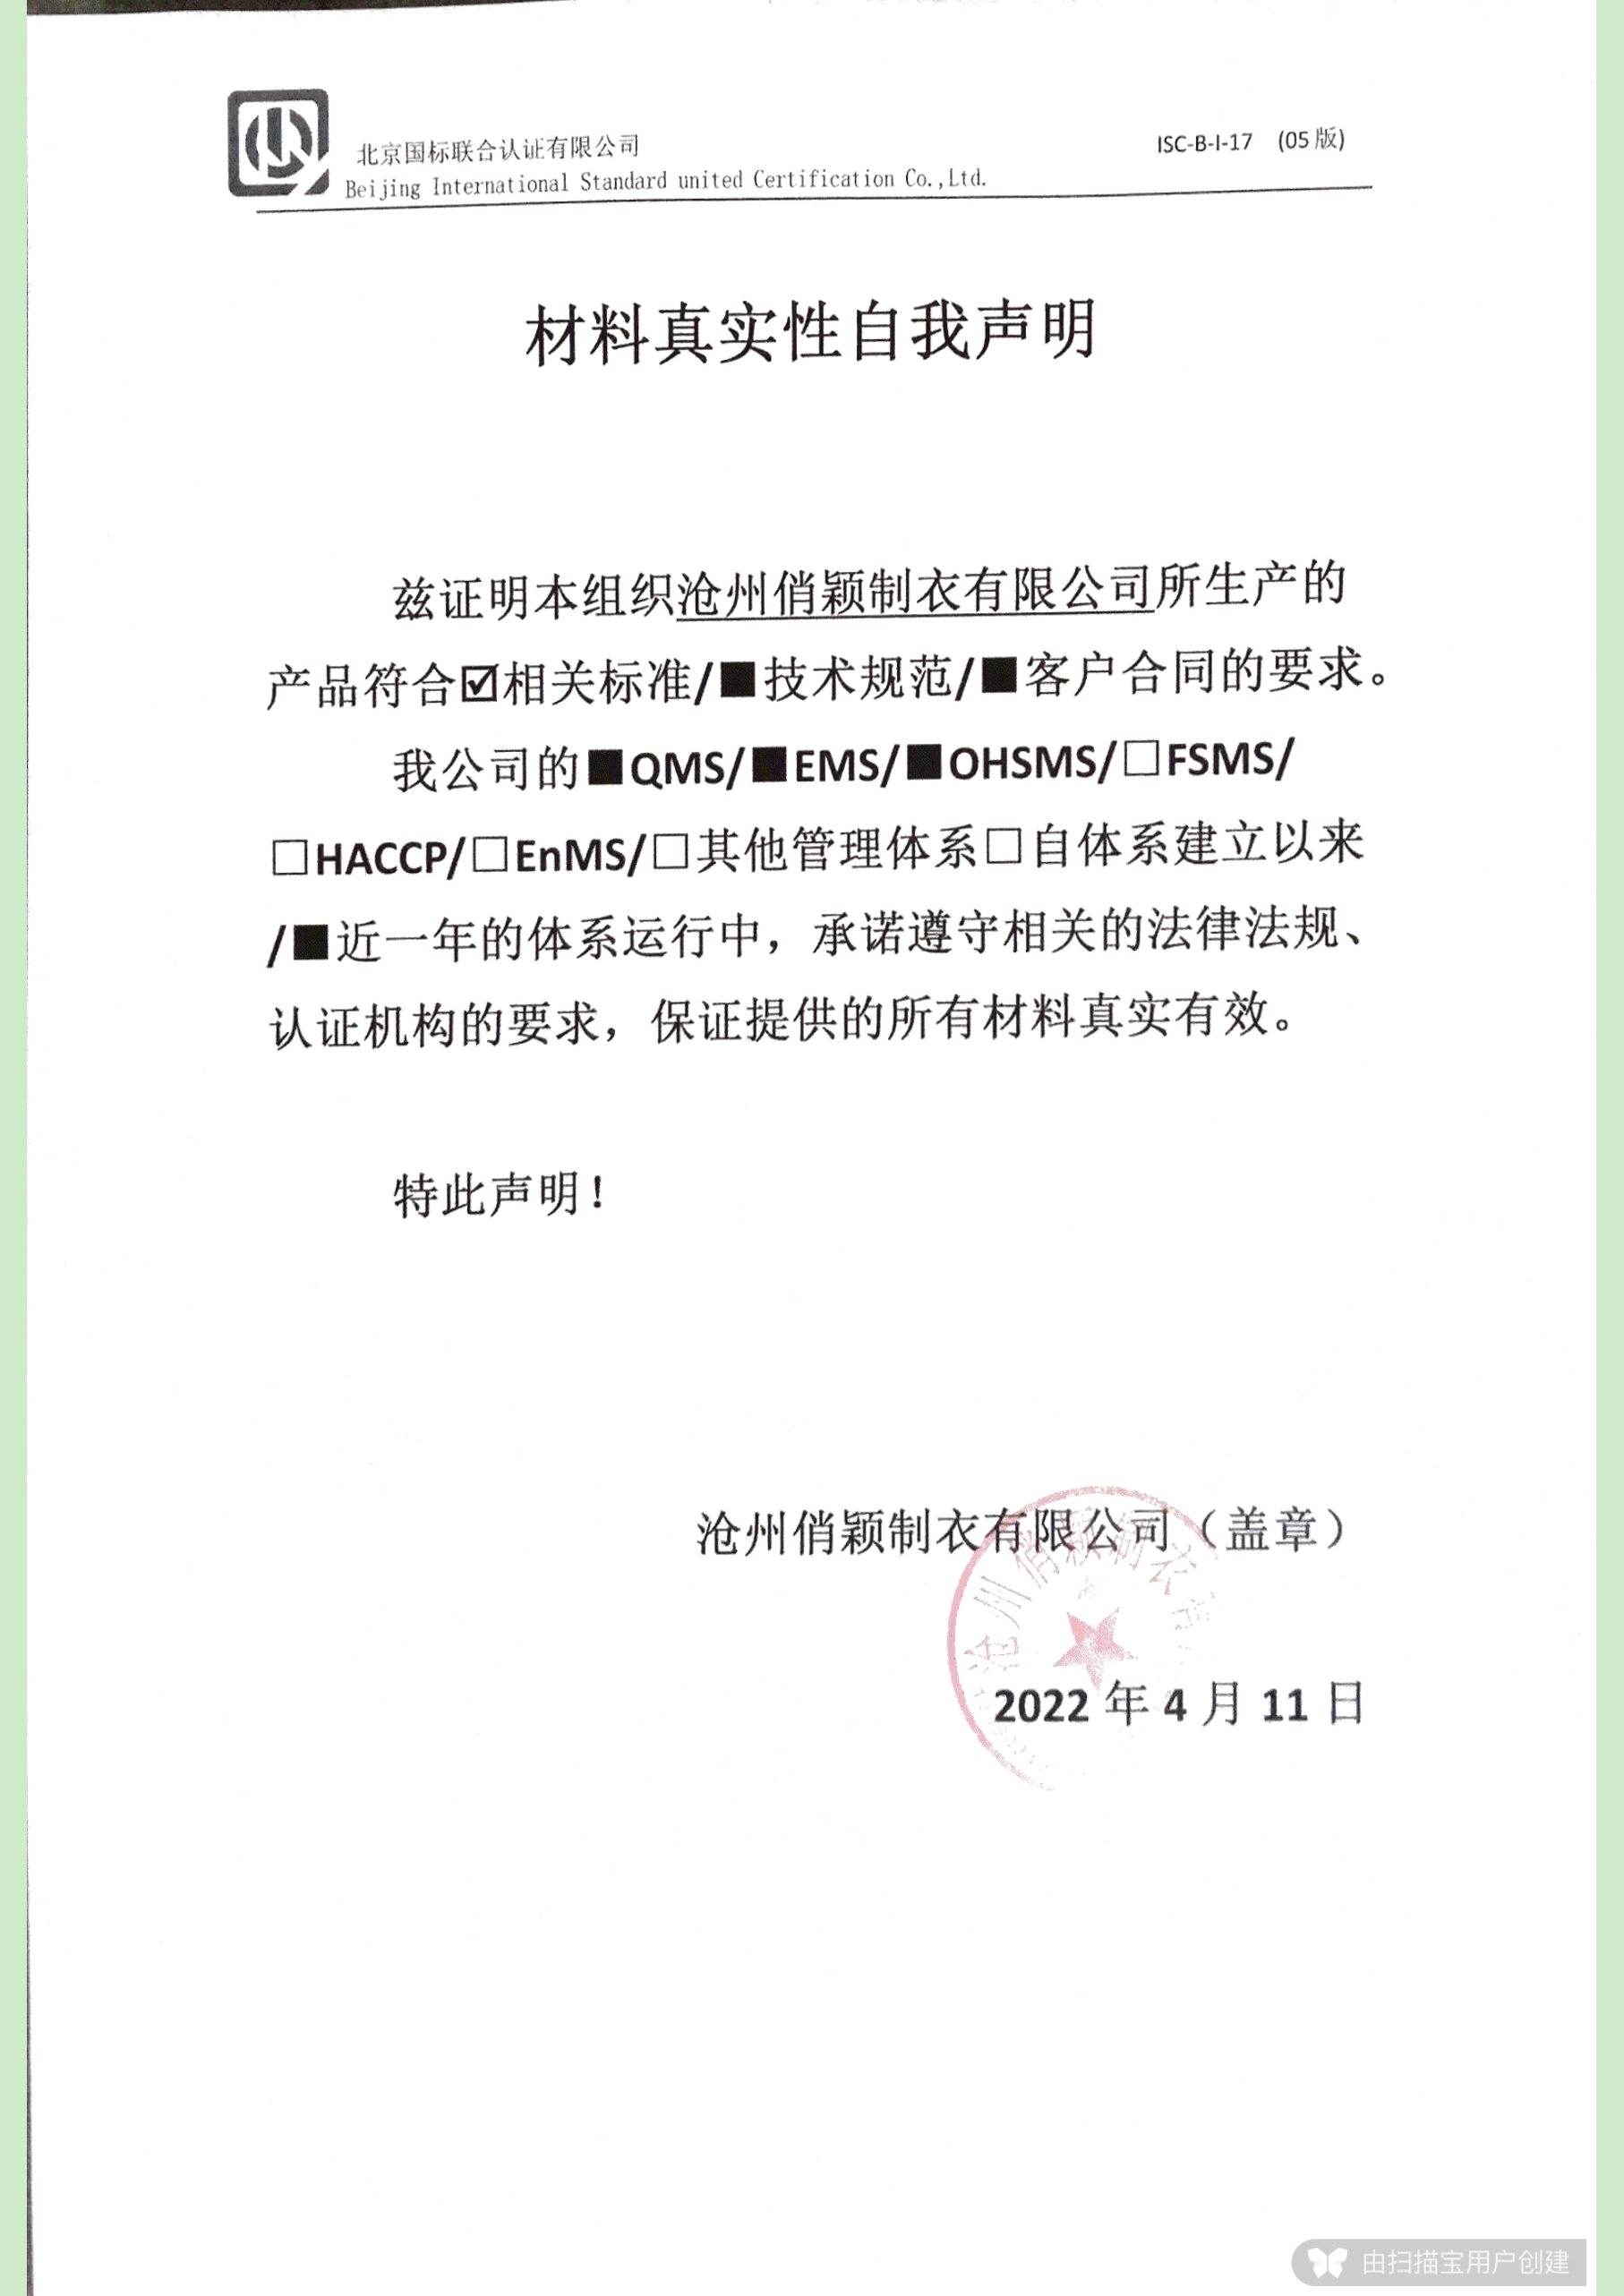 北京国标联合认证有限公司
ISC-B-I-17 (05版)
Beijing International Standard united Certification Co.,Ltd.
材料真实性自我声明
兹证明本组织沧州俏颖制衣有限公司所生产的
产品符合☑相关标准/■技术规范/■客户合同的要求。
我公司的■QMS/■EMS/■OHSMS/□FSMS/
□HACCP/□EnMS/□其他管理体系□自体系建立以来
/■近一年的体系运行中，承诺遵守相关的法律法规、
认证机构的要求，保证提供的所有材料真实有效。
特此声明！
沧州俏颖制衣有限公司（盖章）
沧州俏颖制衣有
2022年4月11日
由扫描宝用户创建